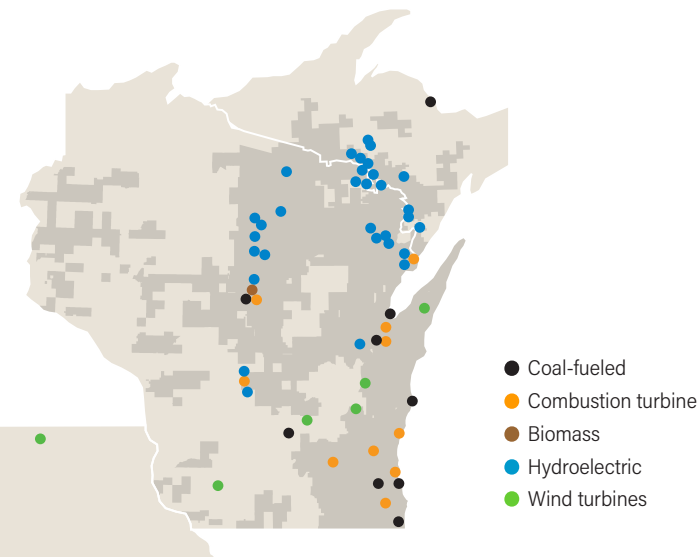 Coal-fueled
Combustion turbine
Biomass
Hydroelectric
Wind turbines